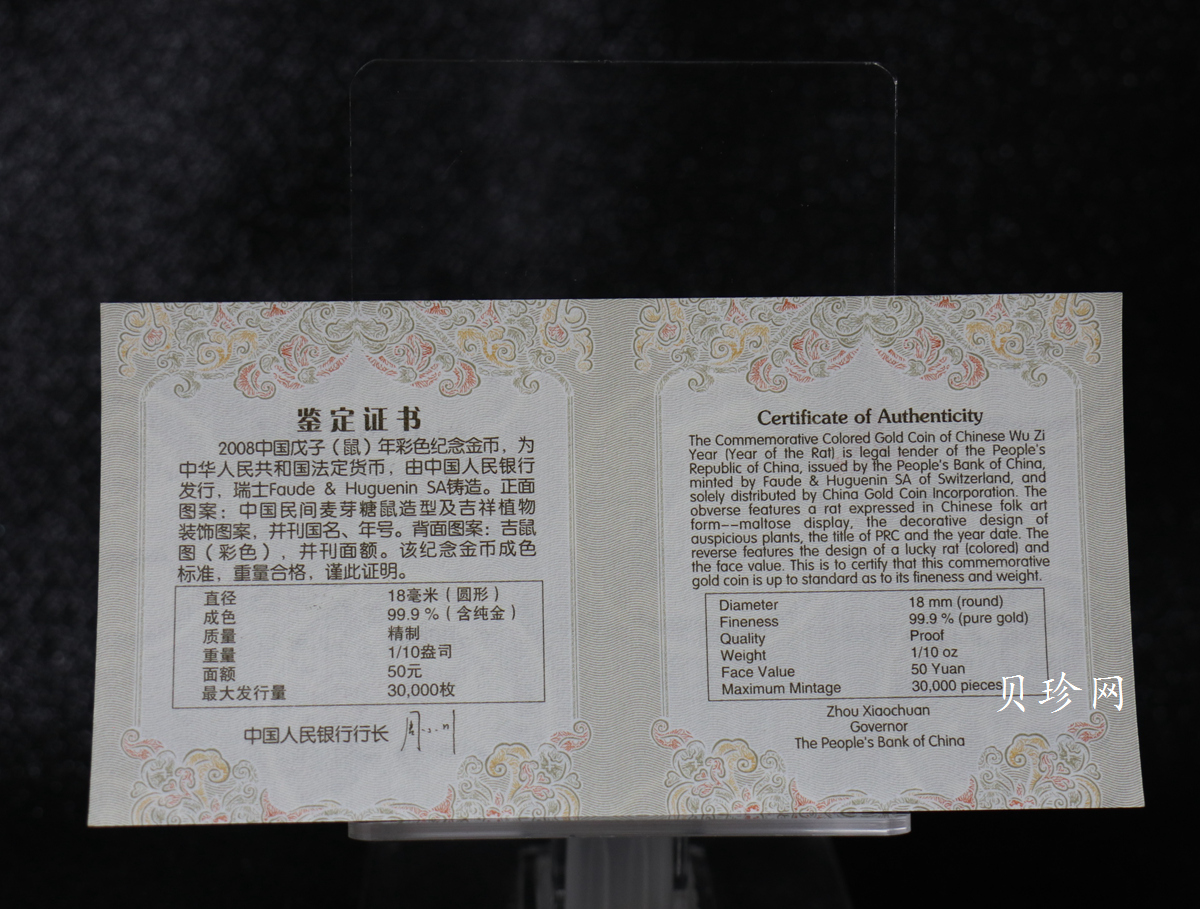 鉴定证书
2008中国戊子（鼠）年彩色纪念金币，为
中华人民共和国法定货币，由中国人民银行
发行，瑞士Faude & Huguenin SA铸造。正面
图案：中国民间麦芽糖鼠造型及吉祥植物
装饰图案，并刊国名、年号。背面图案：吉鼠
图（彩色），并刊面额。该纪念金币成色
标准，重量合格，谨此证明。
直径 18毫米（圆形）
成色 99.9 %（含纯金）
质量 精制
重量 1/10盎司
面额 50元
最大发行量 30,000枚
中国人民银行行长
Certificate of Authenticity
The Commemorative Colored Gold Coin of Chinese Wu Zi
Year (Year of the Rat) is legal tender of the People's
Republic of China, issued by the People's Bank of China,
minted by Faude & Huguenin SA of Switzerland, and
solely distributed by China Gold Coin Incorporation. The
obverse features a rat expressed in Chinese folk art
form--maltose display, the decorative design of
auspicious plants, the title of PRC and the year date. The
reverse features the design of a lucky rat (colored) and
the face value. This is to certify that this commemorative
gold coin is up to standard as to its fineness and weight.
Diameter 18 mm (round)
Fineness 99.9 % (pure gold)
Quality Proof
Weight 1/10 oz
Face Value 50 Yuan
Maximum Mintage 30,000 pieces
Zhou Xiaochuan
Governor
The People's Bank of China
贝珍网